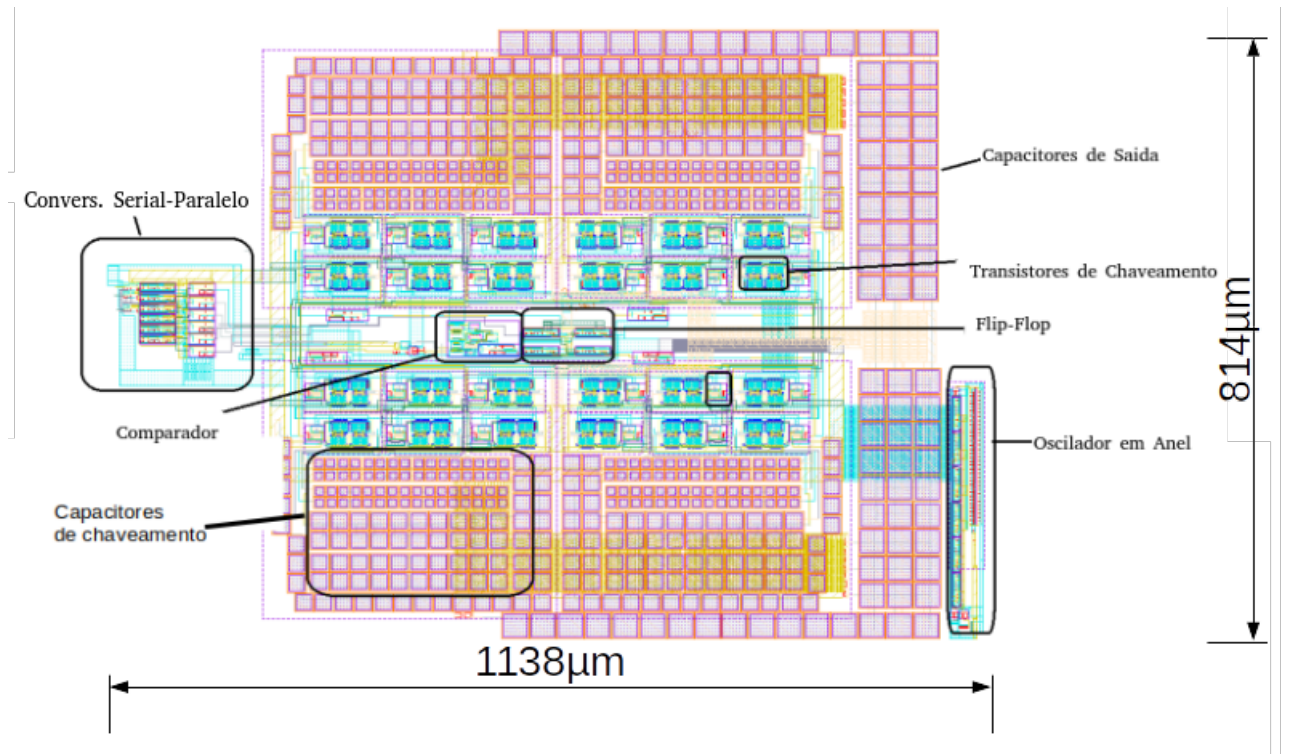 Capacitores de Saida
Convers. Serial-Paralelo
Transistores de Chaveamento
Flip-Flop
814µm
Comparador
Oscilador em Anel
Capacitores
de chaveamento
1138µm